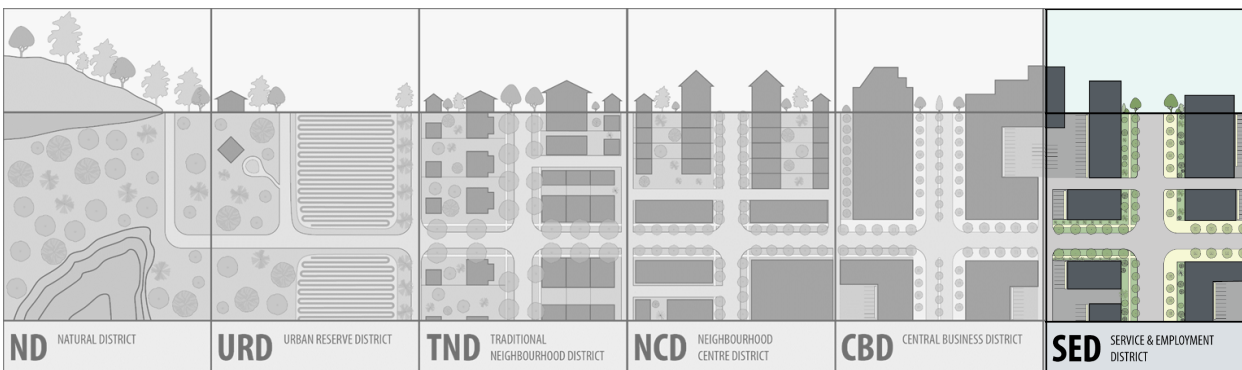 ND NATURAL DISTRICT
URD URBAN RESERVE DISTRICT
TND TRADITIONAL
NEIGHBOURHOOD DISTRICT
NCD NEIGHBOURHOOD
CENTRE DISTRICT
CBD CENTRAL BUSINESS DISTRICT
SED SERVICE & EMPLOYMENT
DISTRICT